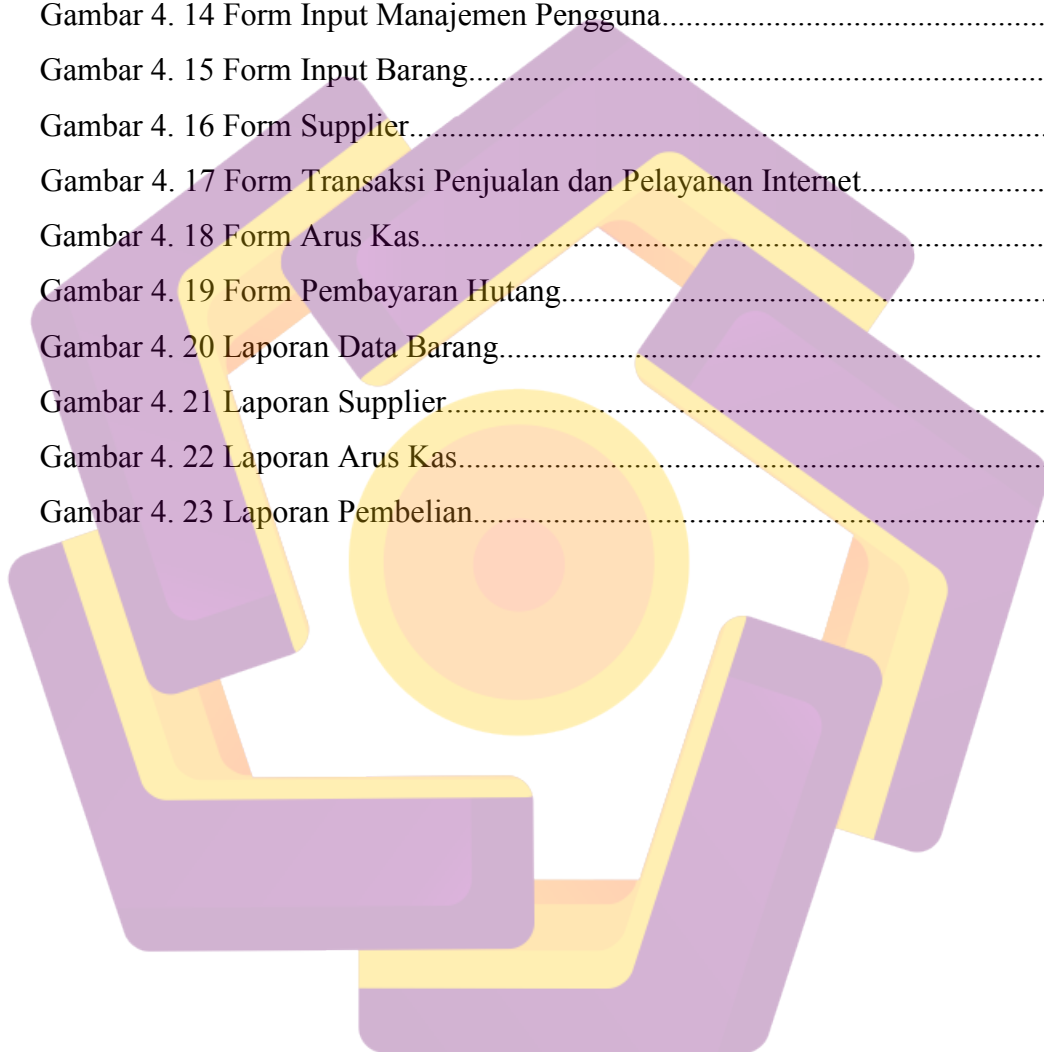 Gambar 4. 14 Form Input Manajemen Pengguna....................................................
Gambar 4. 15 Form Input Barang............................................................................
Gambar 4. 16 Form Supplier....................................................................................
Gambar 4. 17 Form Transaksi Penjualan dan Pelayanan Internet.........................
Gambar 4. 18 Form Arus Kas..................................................................................
Gambar 4. 19 Form Pembayaran Hutang................................................................
Gambar 4. 20 Laporan Data Barang........................................................................
Gambar 4. 21 Laporan Supplier...............................................................................
Gambar 4. 22 Laporan Arus Kas.............................................................................
Gambar 4. 23 Laporan Pembelian...........................................................................